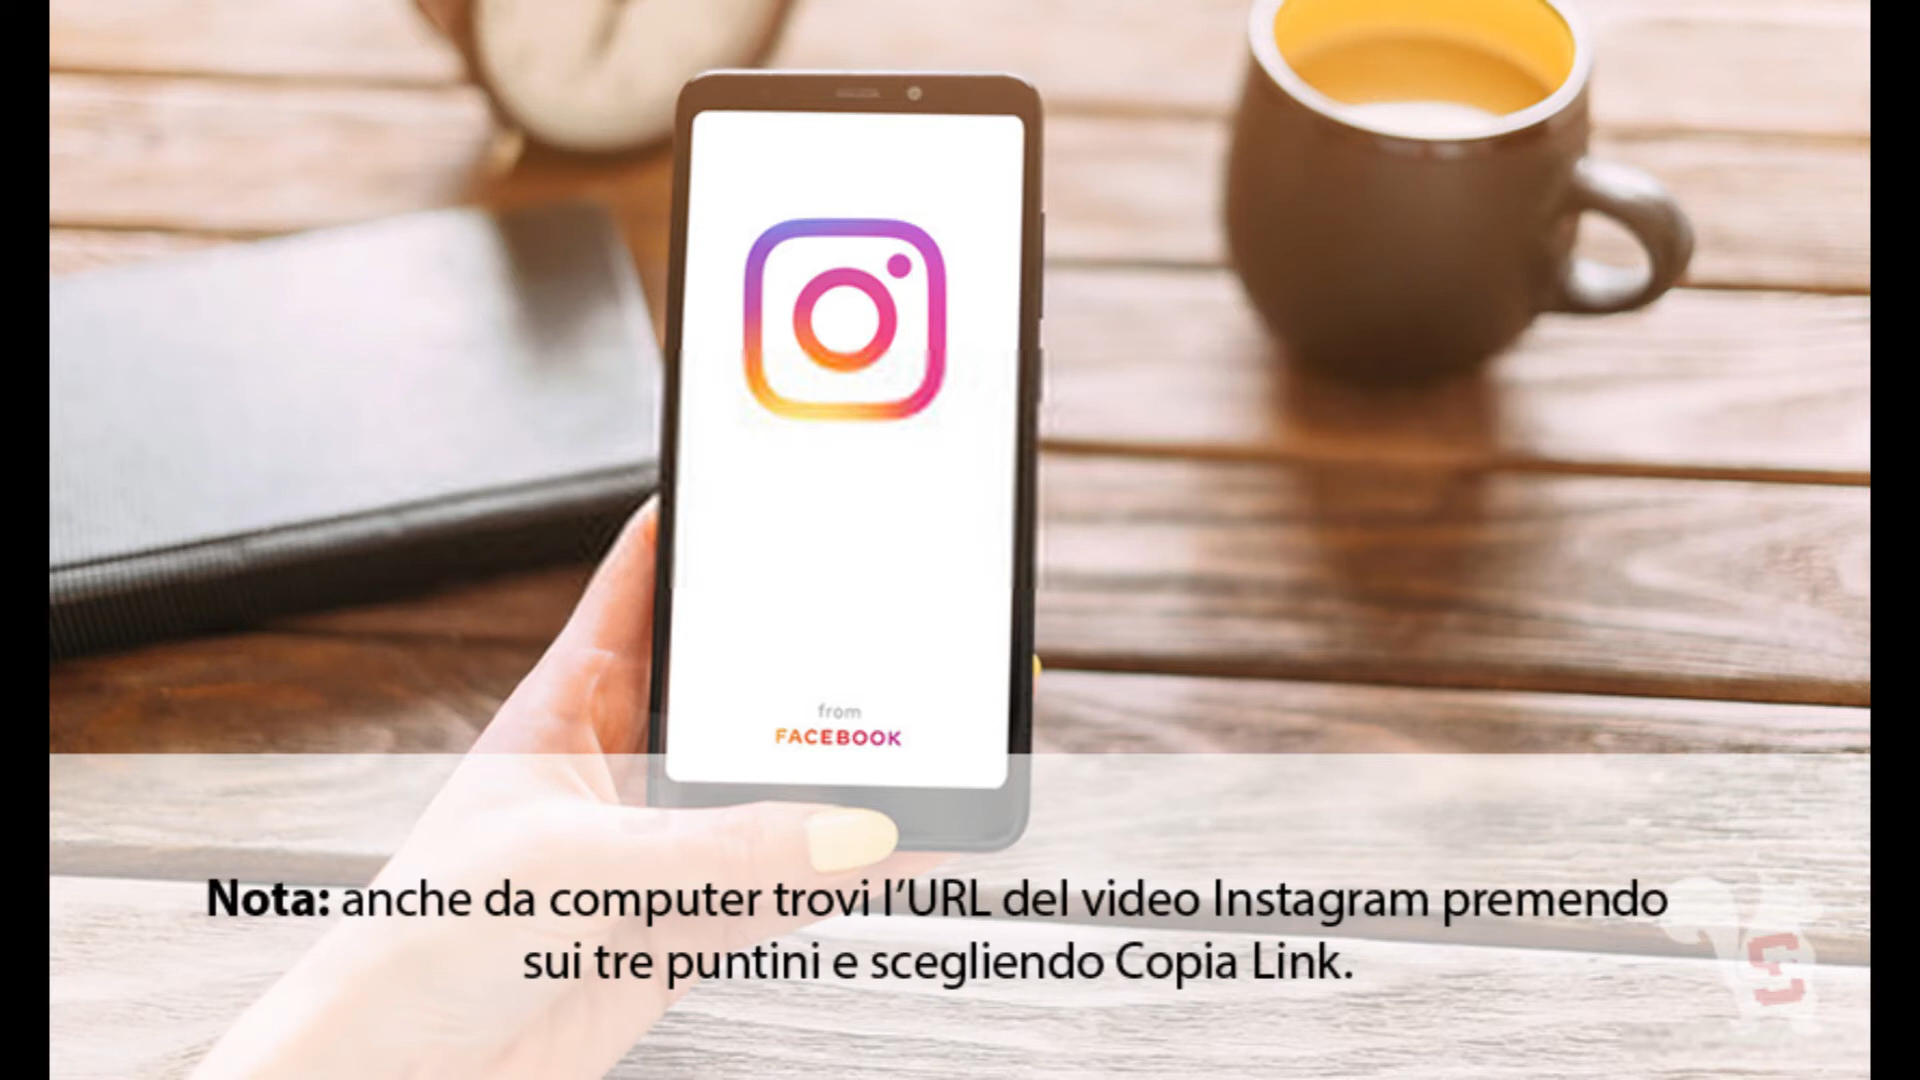 from
FACEBOOK
Nota: anche da computer trovi l’URL del video Instagram premendo
sui tre puntini e scegliendo Copia Link.